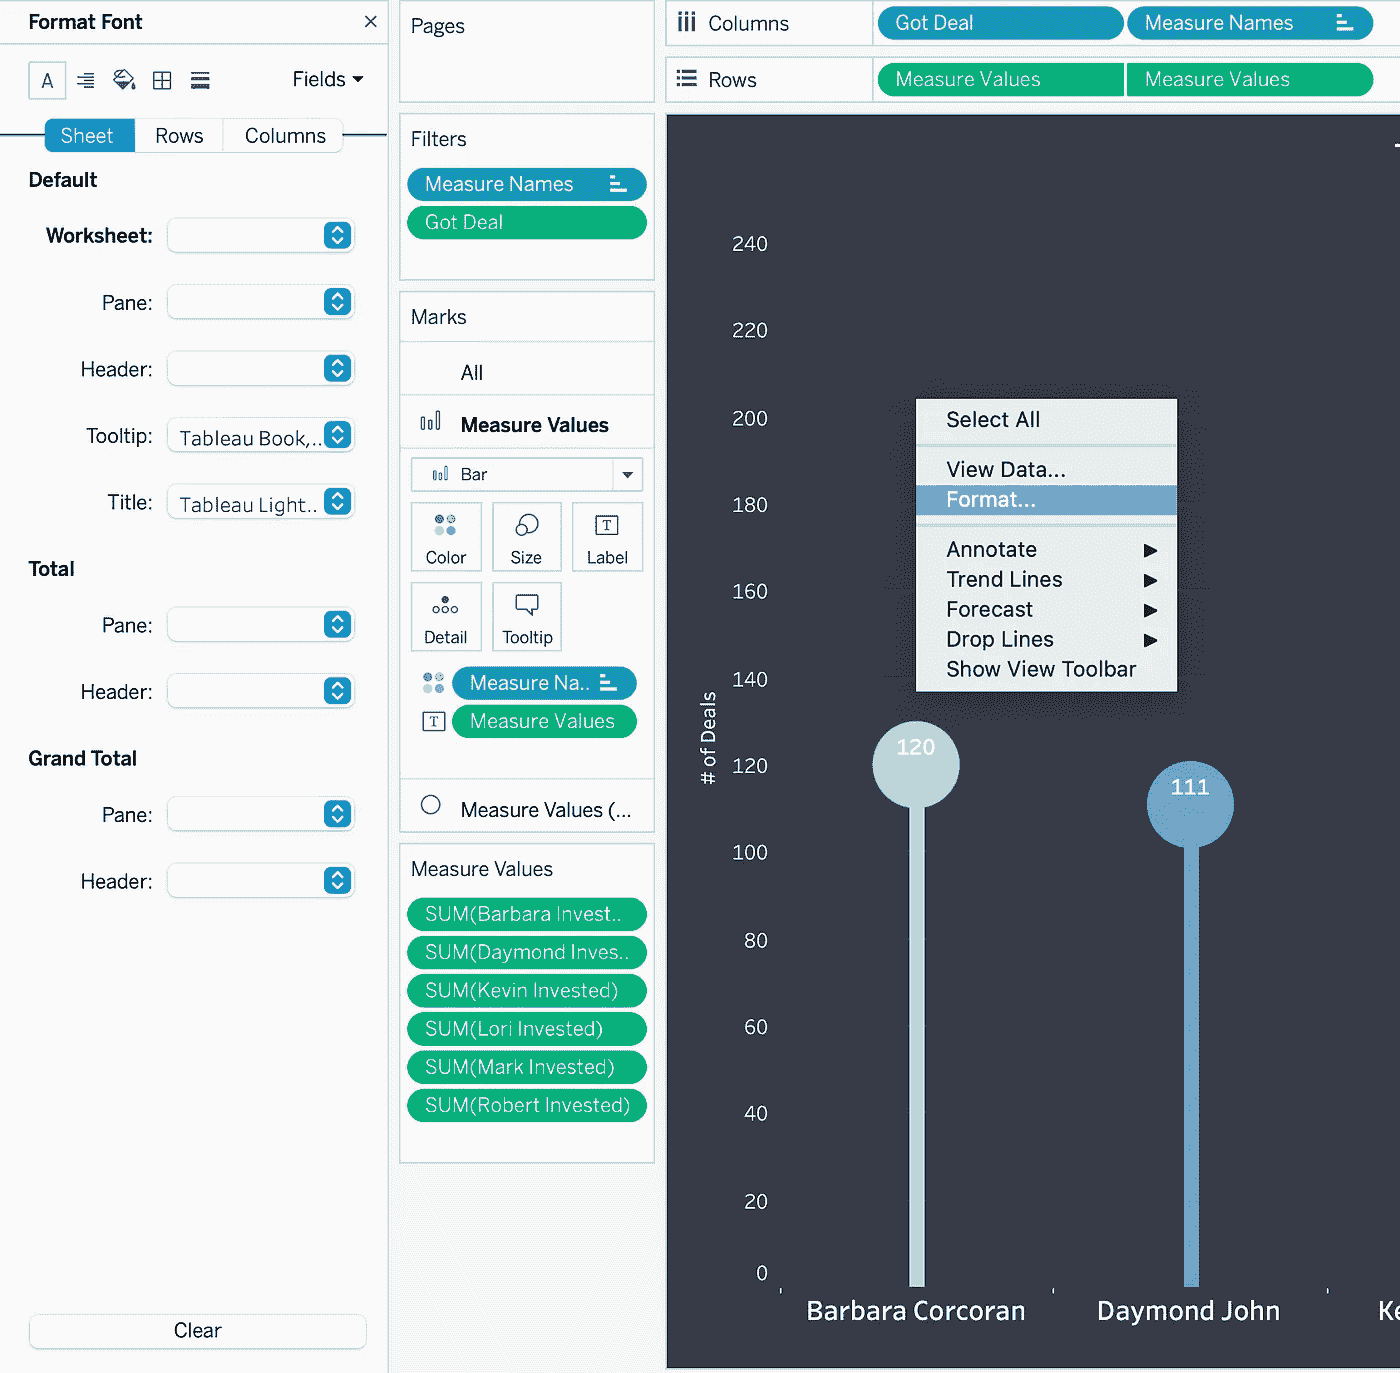 Format Font
Fields
Sheet Rows Columns
Default
Worksheet:
Pane:
Header:
Tooltip: Tableau Book,..
Title: Tableau Light..
Total
Pane:
Header:
Grand Total
Pane:
Header:
Clear
Pages
Filters
Measure Names
Got Deal
Marks
All
Measure Values
Bar
Color Size Label
Detail Tooltip
Measure Na..
Measure Values
Measure Values (...
Measure Values
SUM(Barbara Invest..
SUM(Daymond Inves..
SUM(Kevin Invested)
SUM(Lori Invested)
SUM(Mark Invested)
SUM(Robert Invested)
Columns Got Deal Measure Names
Rows Measure Values Measure Values
# of Deals
240
220
200
180
160
140
120
100
80
60
40
20
0
Select All
View Data...
Format...
Annotate
Trend Lines
Forecast
Drop Lines
Show View Toolbar
120
111
Barbara Corcoran Daymond John Ke